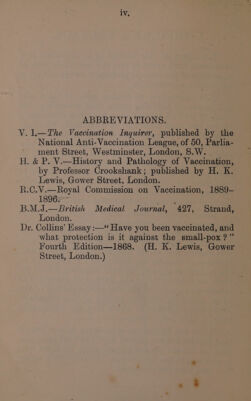 iv.
ABBREVIATIONS.
V. I.—The Vaccination Inquirer, published by the
National Anti-Vaccination League, of 50, Parlia-
ment Street, Westminster, London, S.W.
H. & P. V.—History and Pathology of Vaccination,
by Professor Crookshank; published by H. K.
Lewis, Gower Street, London.
R.C.V.—Royal Commission on Vaccination, 1889–
1896.
B.M.J.—British Medical Journal, 427, Strand,
London.
Dr. Collins' Essay:—"Have you been vaccinated, and
what protection is it against the small-pox?"
Fourth Edition—1868. (H. K. Lewis, Gower
Street, London.)